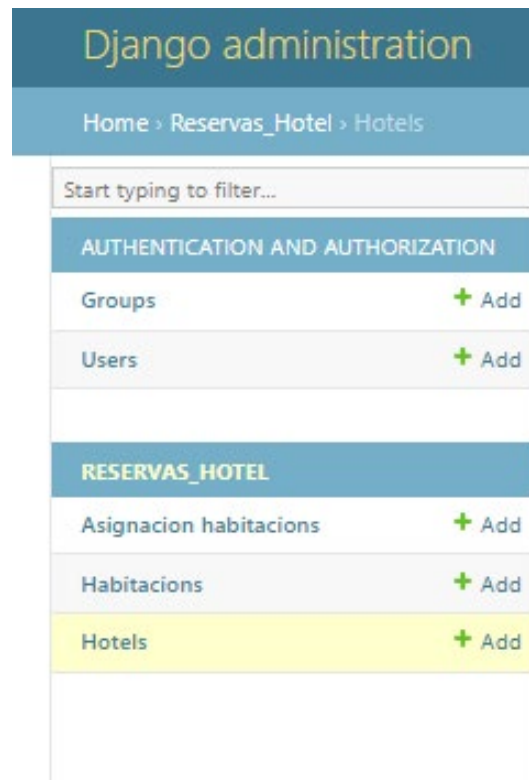 Django administration
Home › Reservas_Hotel › Hotels
Start typing to filter...
AUTHENTICATION AND AUTHORIZATION
Groups + Add
Users + Add
RESERVAS_HOTEL
Asignacion habitacions + Add
Habitacions + Add
Hotels + Add